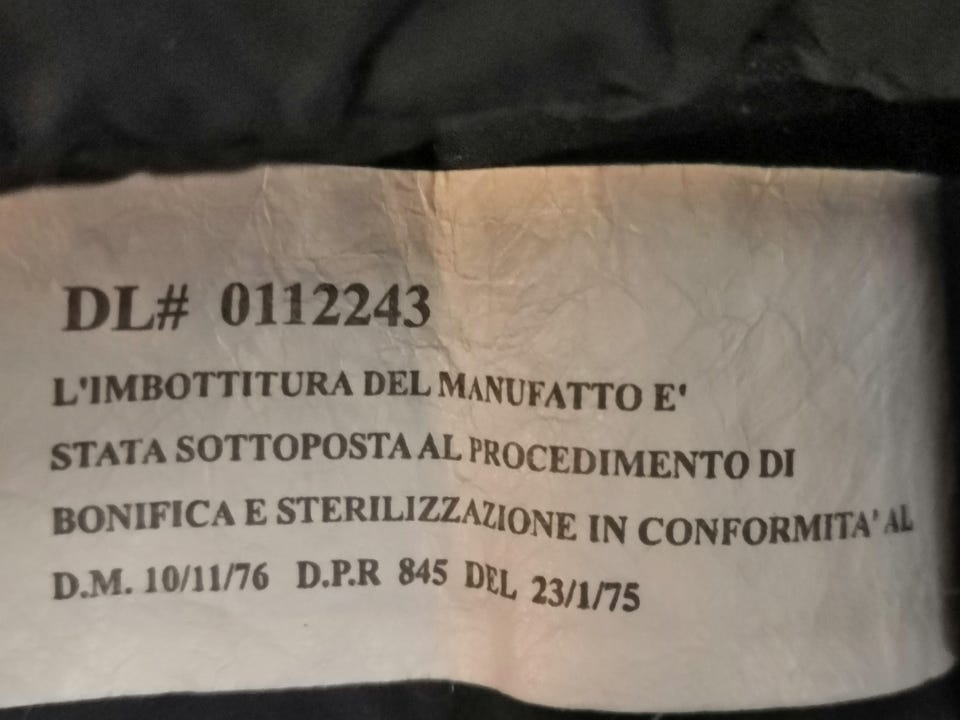 DL# 0112243
L'IMBOTTITURA DEL MANUFATTO E'
STATA SOTTOPOSTA AL PROCEDIMENTO DI
BONIFICA E STERILIZZAZIONE IN CONFORMITA' AL
D.M. 10/11/76 D.P.R 845 DEL 23/1/75